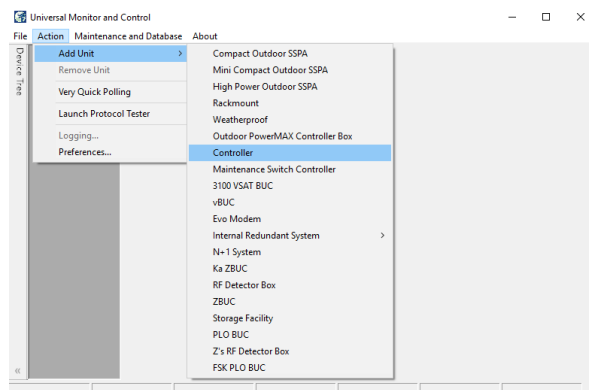 Universal Monitor and Control
File Action Maintenance and Database About
Device Tree
Add Unit
Remove Unit
Very Quick Polling
Launch Protocol Tester
Logging...
Preferences...
Compact Outdoor SSPA
Mini Compact Outdoor SSPA
High Power Outdoor SSPA
Rackmount
Weatherproof
Outdoor PowerMAX Controller Box
Controller
Maintenance Switch Controller
3100 VSAT BUC
vBUC
Evo Modem
Internal Redundant System
N+1 System
Ka ZBUC
RF Detector Box
ZBUC
Storage Facility
PLO BUC
Z's RF Detector Box
FSK PLO BUC